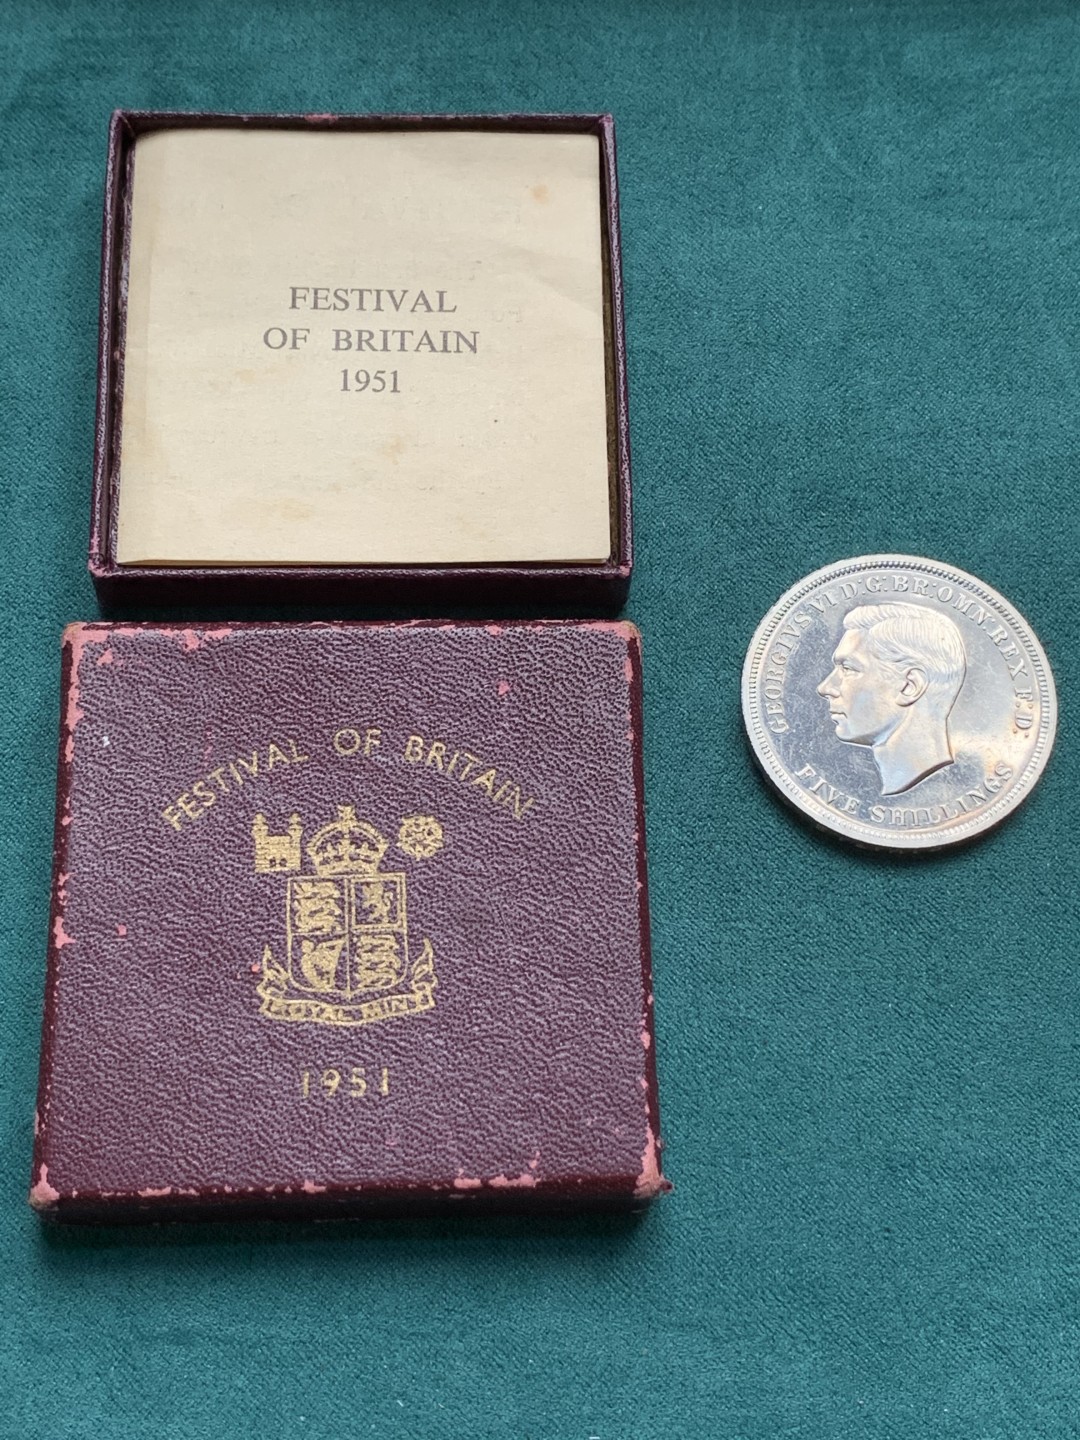 FESTIVAL
OF BRITAIN
1951
FESTIVAL OF BRITAIN
ROYAL MINT
1951
GEORGIVS VI D:G:BR:OMN:REX F:D:
FIVE SHILLINGS